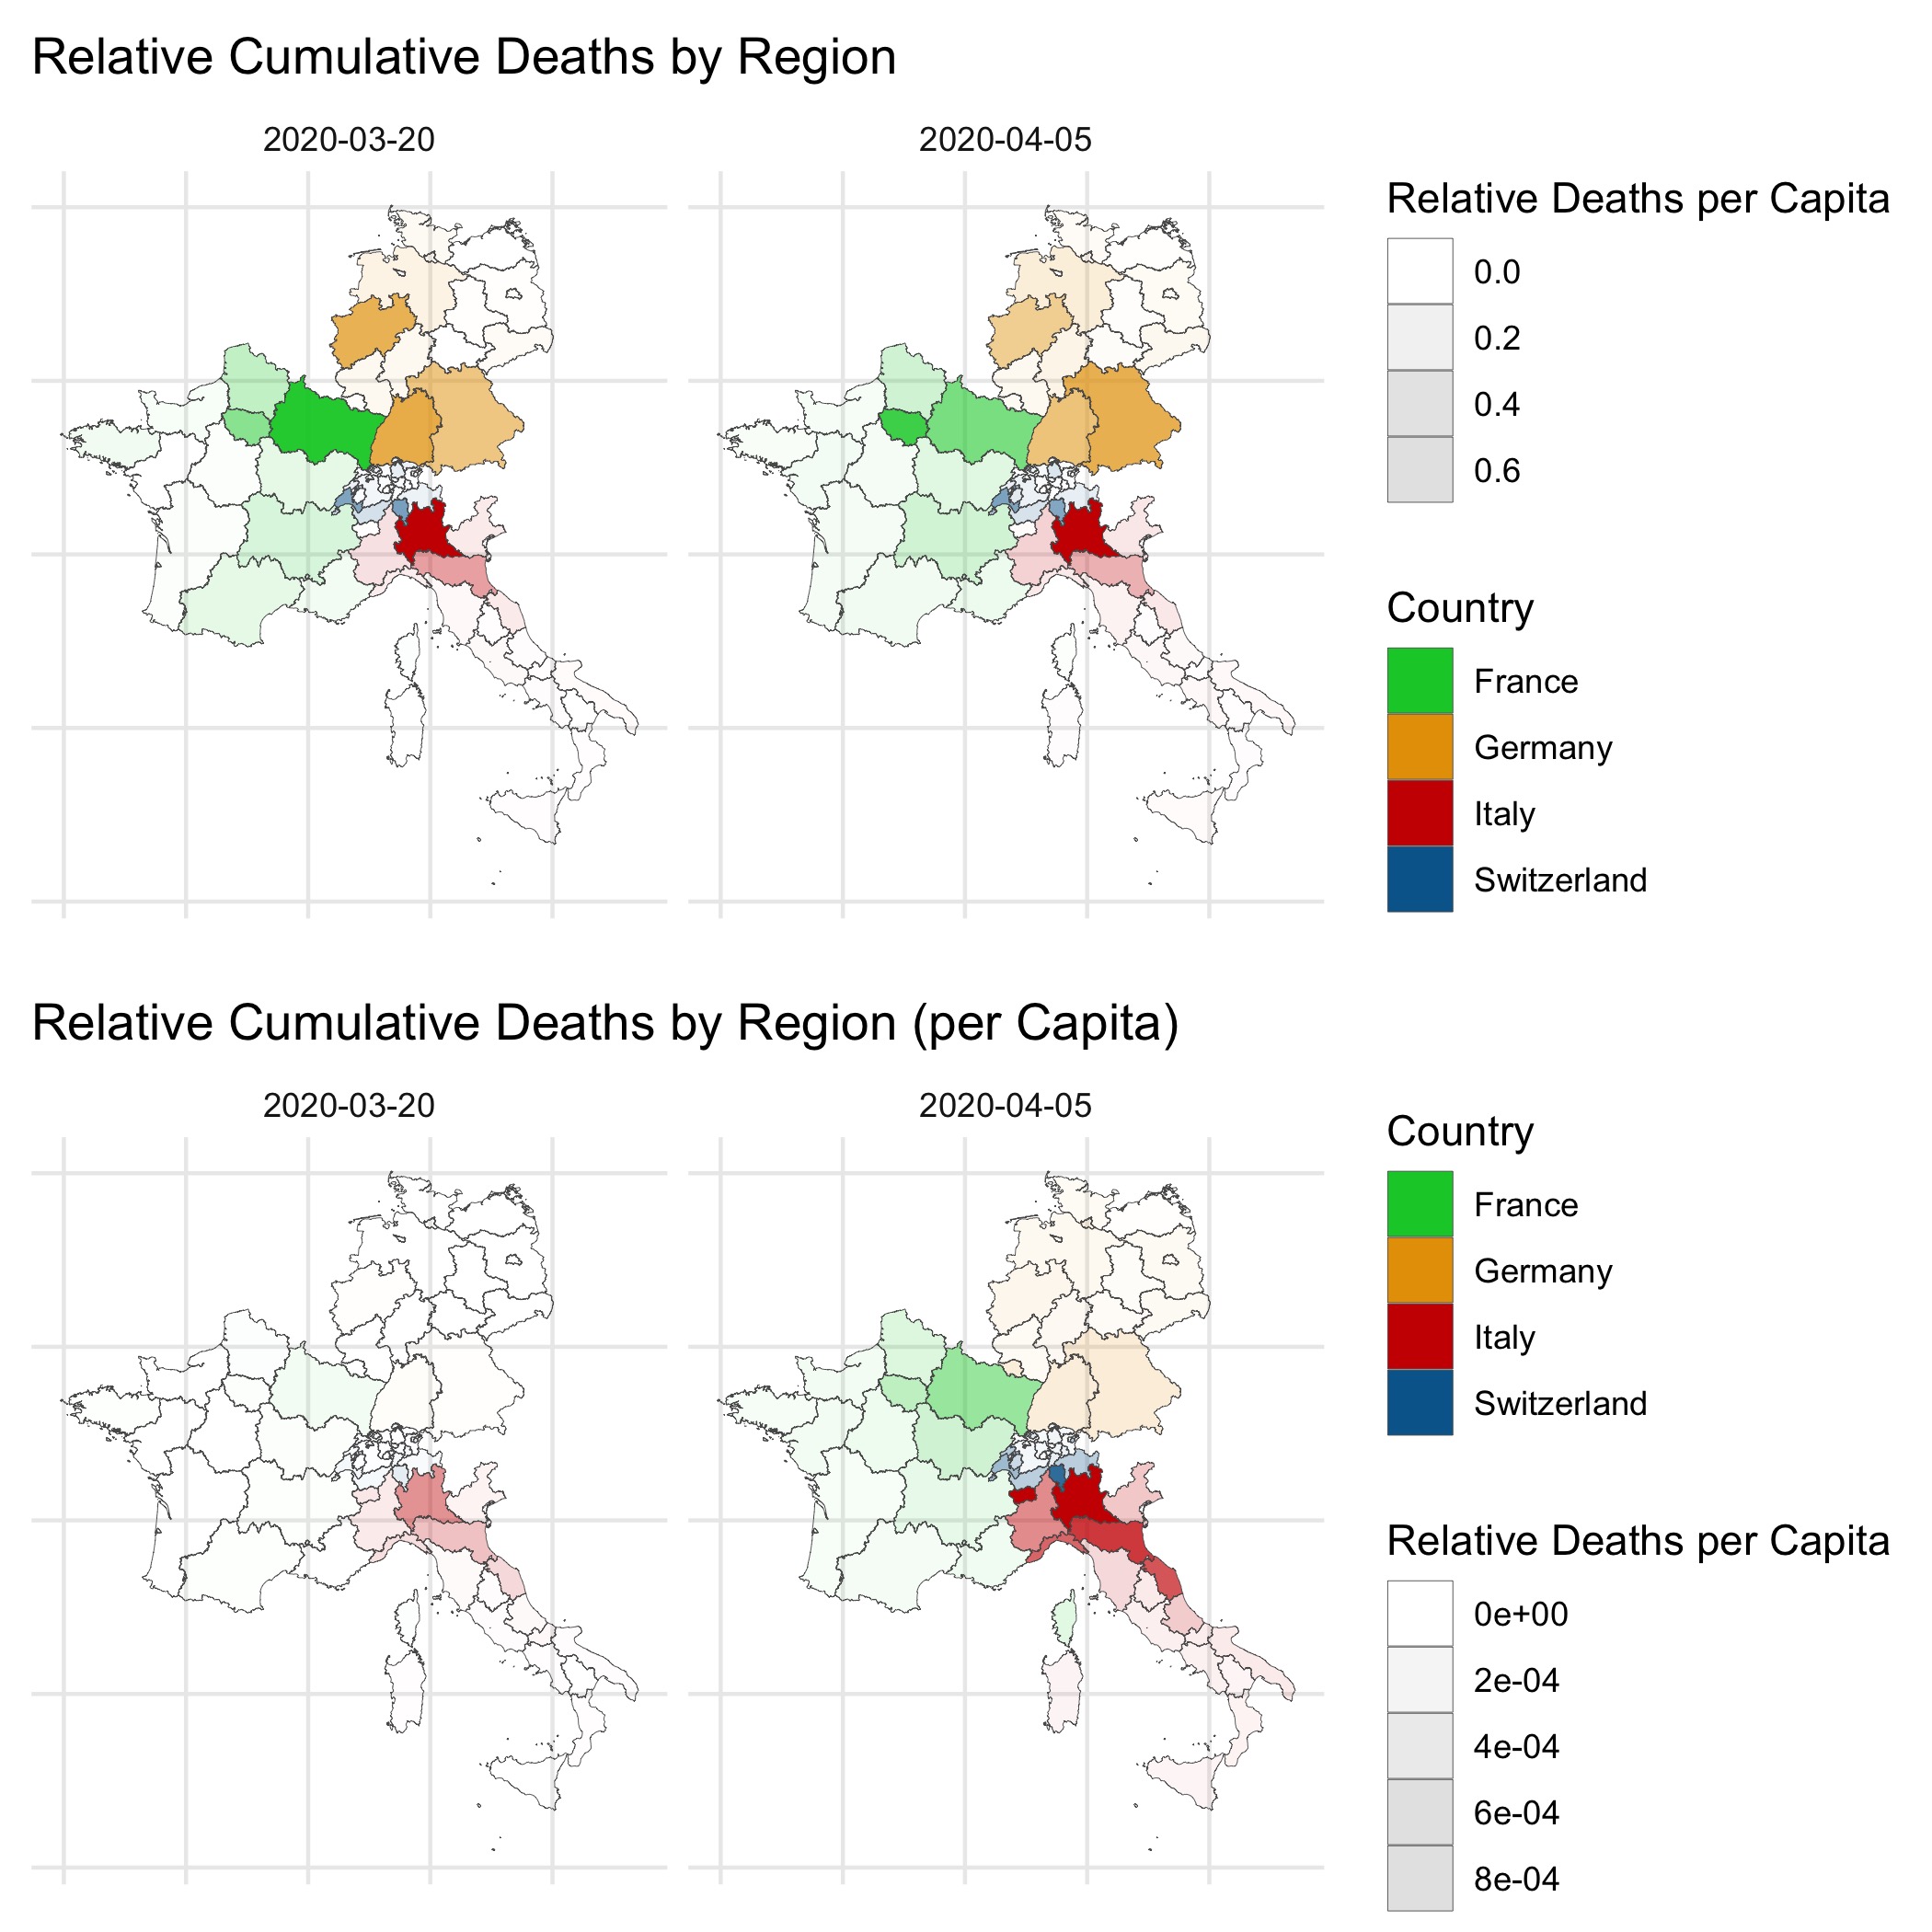 Relative Cumulative Deaths by Region
2020-03-20
2020-04-05
Relative Deaths per Capita
0.0
0.2
0.4
0.6
Country
France
Germany
Italy
Switzerland
Relative Cumulative Deaths by Region (per Capita)
2020-03-20
2020-04-05
Country
France
Germany
Italy
Switzerland
Relative Deaths per Capita
0e+00
2e-04
4e-04
6e-04
8e-04